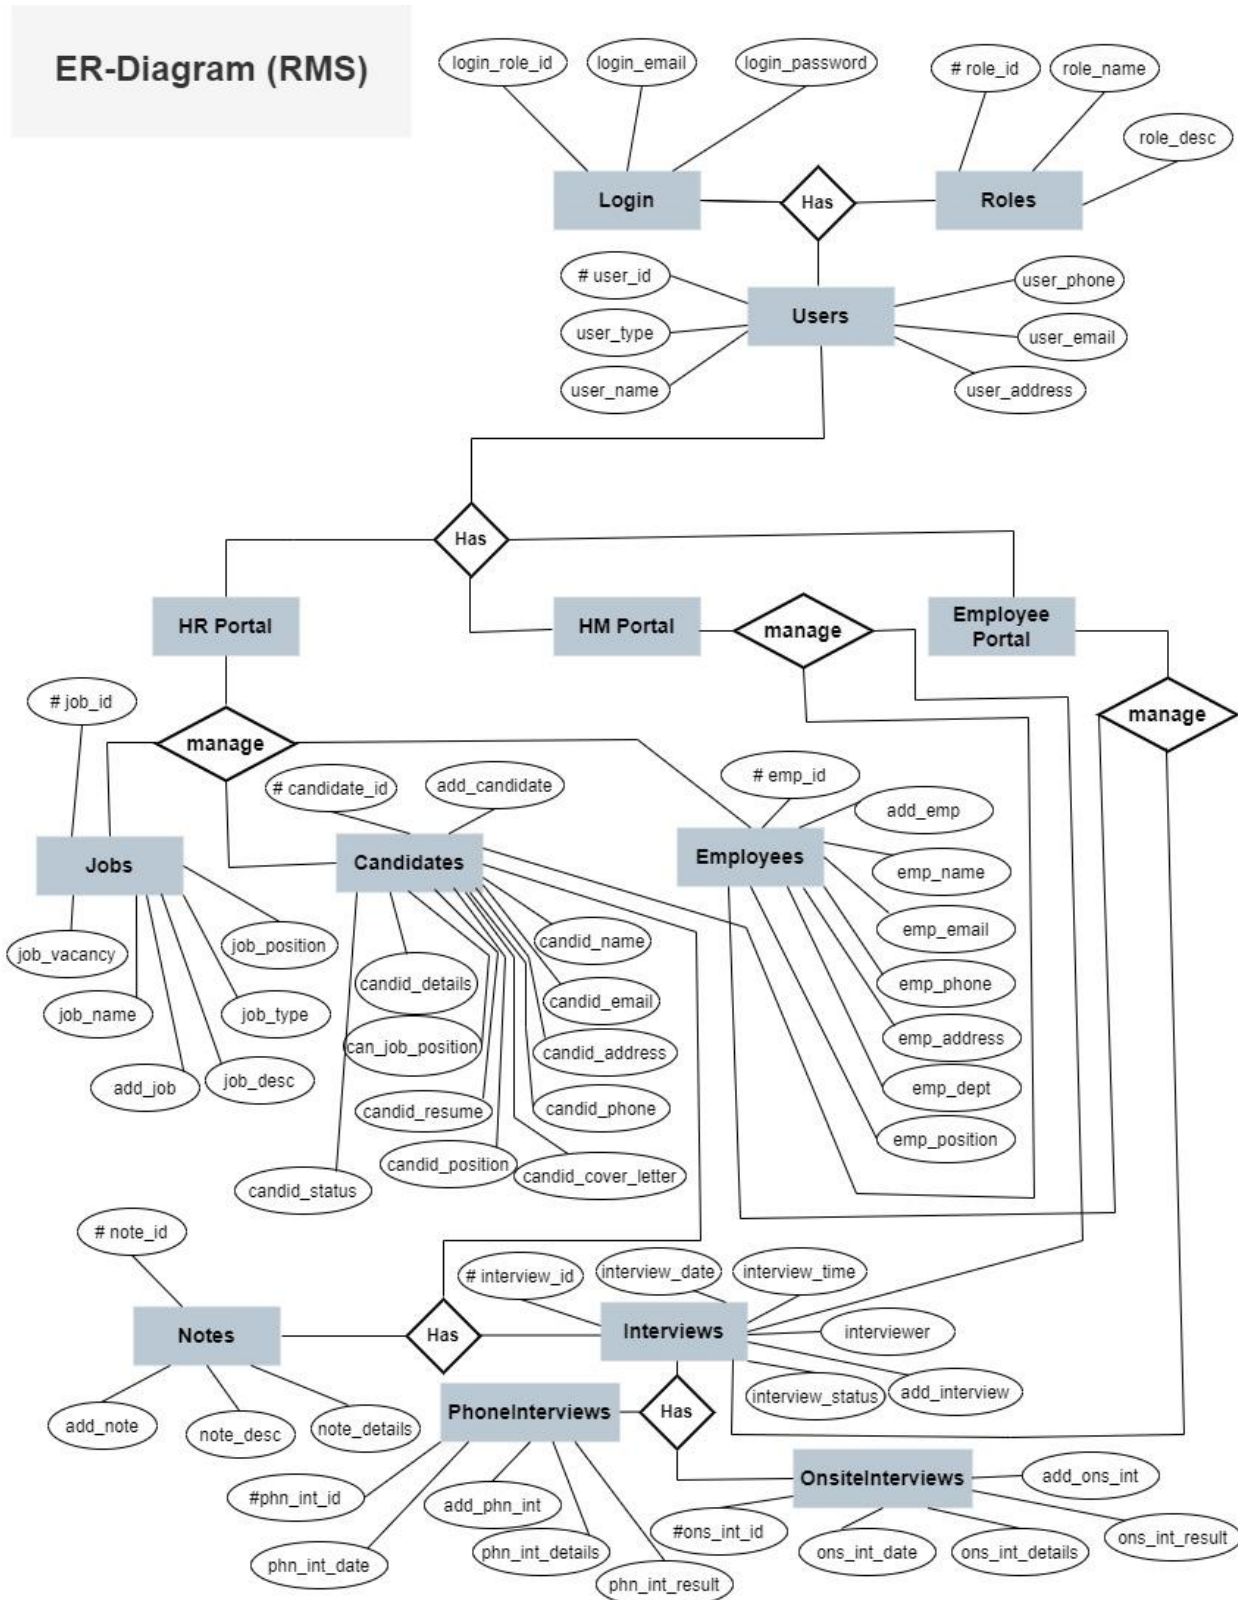 ER-Diagram (RMS)
login_role_id
login_email
login_password
# role_id
role_name
role_desc
Login
Has
Roles
# user_id
user_type
user_name
Users
user_phone
user_email
user_address
Has
HR Portal
HM Portal
manage
Employee
Portal
manage
# job_id
manage
# candidate_id
add_candidate
# emp_id
add_emp
Jobs
Candidates
Employees
emp_name
emp_email
emp_phone
emp_address
emp_dept
emp_position
job_vacancy
job_position
job_name
job_type
add_job
job_desc
candid_name
candid_details
candid_email
can_job_position
candid_address
candid_resume
candid_phone
candid_position
candid_cover_letter
candid_status
# note_id
# interview_id
interview_date
interview_time
Notes
Has
Interviews
interviewer
interview_status
add_interview
add_note
note_desc
note_details
PhoneInterviews
Has
OnsiteInterviews
add_ons_int
#phn_int_id
add_phn_int
phn_int_date
phn_int_details
phn_int_result
#ons_int_id
ons_int_date
ons_int_details
ons_int_result